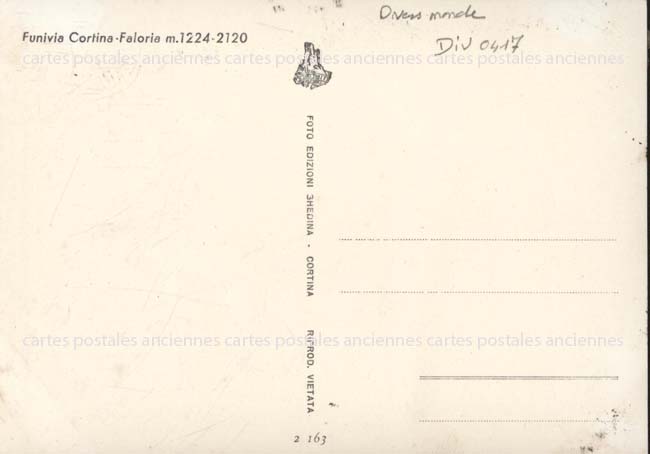 Divers monde
DiV 0417
Funivia Cortina-Faloria m.1224-2120
cartes postales anciennes cartes postales anciennes cartes postales anciennes
FOTO EDIZIONI GHEDINA - CORTINA RIPROD. VIETATA
cartes postales anciennes cartes postales anciennes cartes postales anciennes
2 163